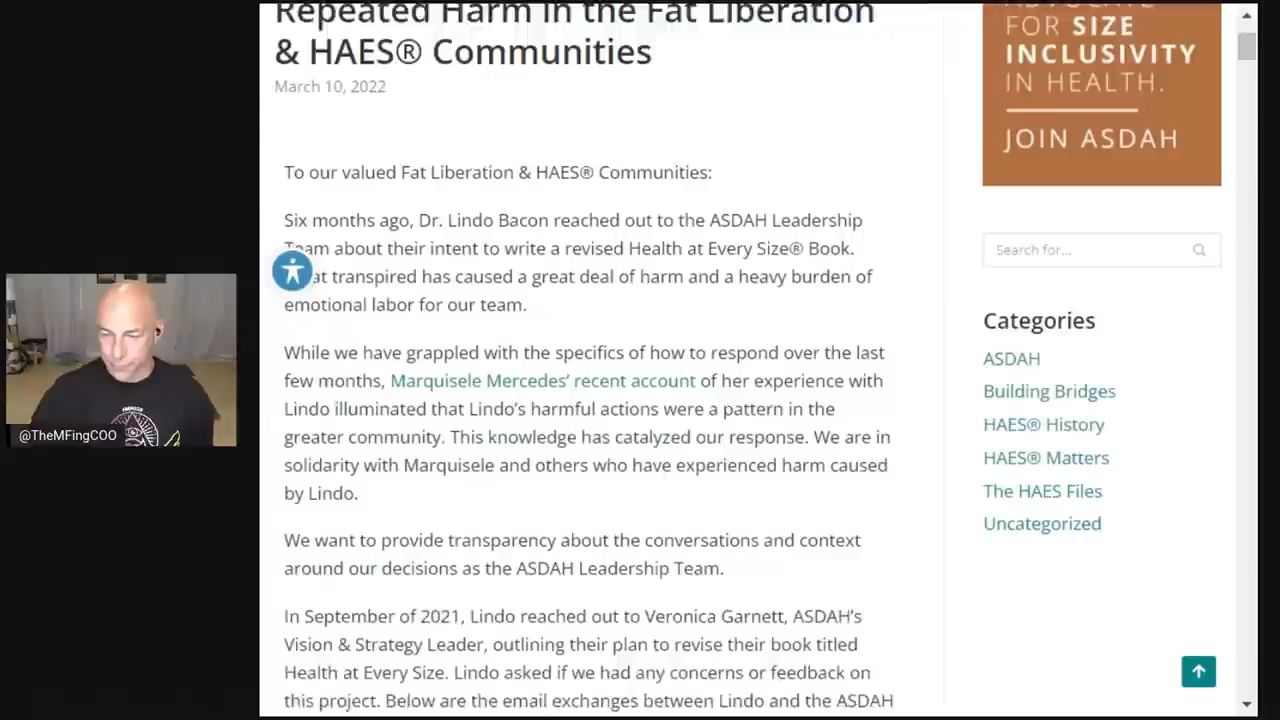 Repeated Harm in the Fat Liberation
& HAES® Communities
March 10, 2022
To our valued Fat Liberation & HAES® Communities:
Six months ago, Dr. Lindo Bacon reached out to the ASDAH Leadership
Team about their intent to write a revised Health at Every Size® Book.
at transpired has caused a great deal of harm and a heavy burden of
emotional labor for our team.
While we have grappled with the specifics of how to respond over the last
few months, Marquisele Mercedes’ recent account of her experience with
Lindo illuminated that Lindo’s harmful actions were a pattern in the
greater community. This knowledge has catalyzed our response. We are in
solidarity with Marquisele and others who have experienced harm caused
by Lindo.
We want to provide transparency about the conversations and context
around our decisions as the ASDAH Leadership Team.
In September of 2021, Lindo reached out to Veronica Garnett, ASDAH’s
Vision & Strategy Leader, outlining their plan to revise their book titled
Health at Every Size. Lindo asked if we had any concerns or feedback on
this project. Below are the email exchanges between Lindo and the ASDAH
ADVOCATE
FOR SIZE
INCLUSIVITY
IN HEALTH.
JOIN ASDAH
Search for...
Categories
ASDAH
Building Bridges
HAES® History
HAES® Matters
The HAES Files
Uncategorized
@TheMFingCOO